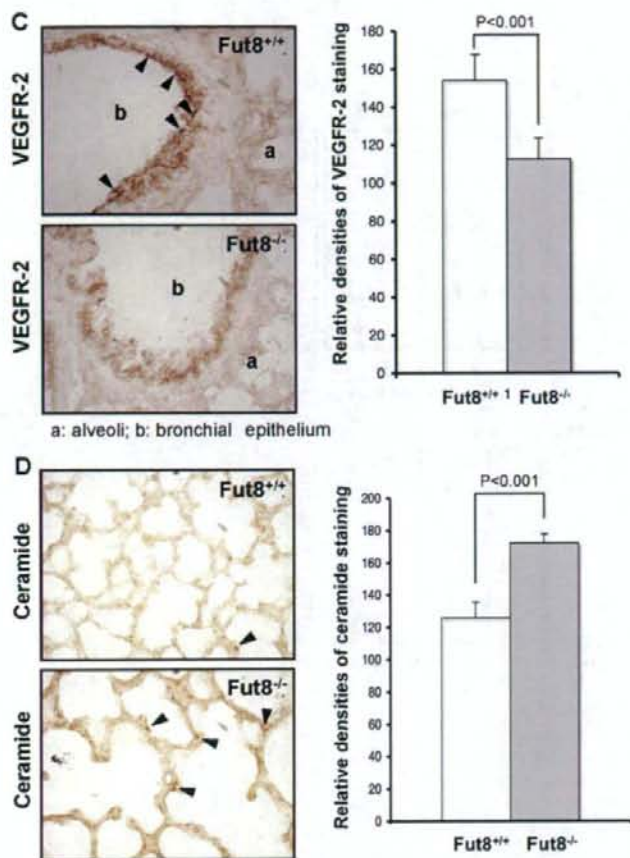 C
VEGFR-2
Fut8+/+
b
a
VEGFR-2
Fut8-/-
b
a
a: alveoli; b: bronchial epithelium
Relative densities of VEGFR-2 staining
180
160
140
120
100
80
60
40
20
0
P<0.001
Fut8+/+ 1 Fut8-/-
D
Ceramide
Fut8+/+
Ceramide
Fut8-/-
Relative densities of ceramide staining
200
180
160
140
120
100
80
60
40
20
0
P<0.001
Fut8+/+ Fut8-/-